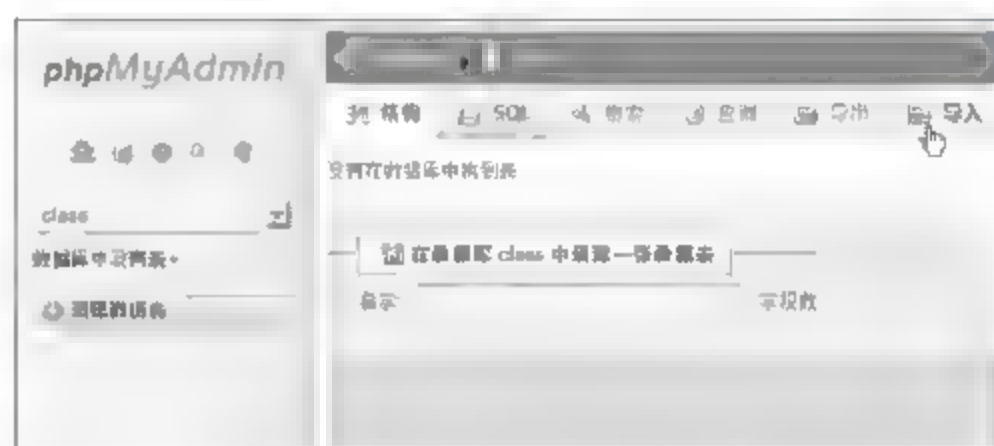 phpMyAdmin
class
数据库中没有表。
新建数据表
结构 SQL 搜索 查询 导出 导入
没有在数据库中找到表
在数据库 class 中新建一张数据表
名字 字段数